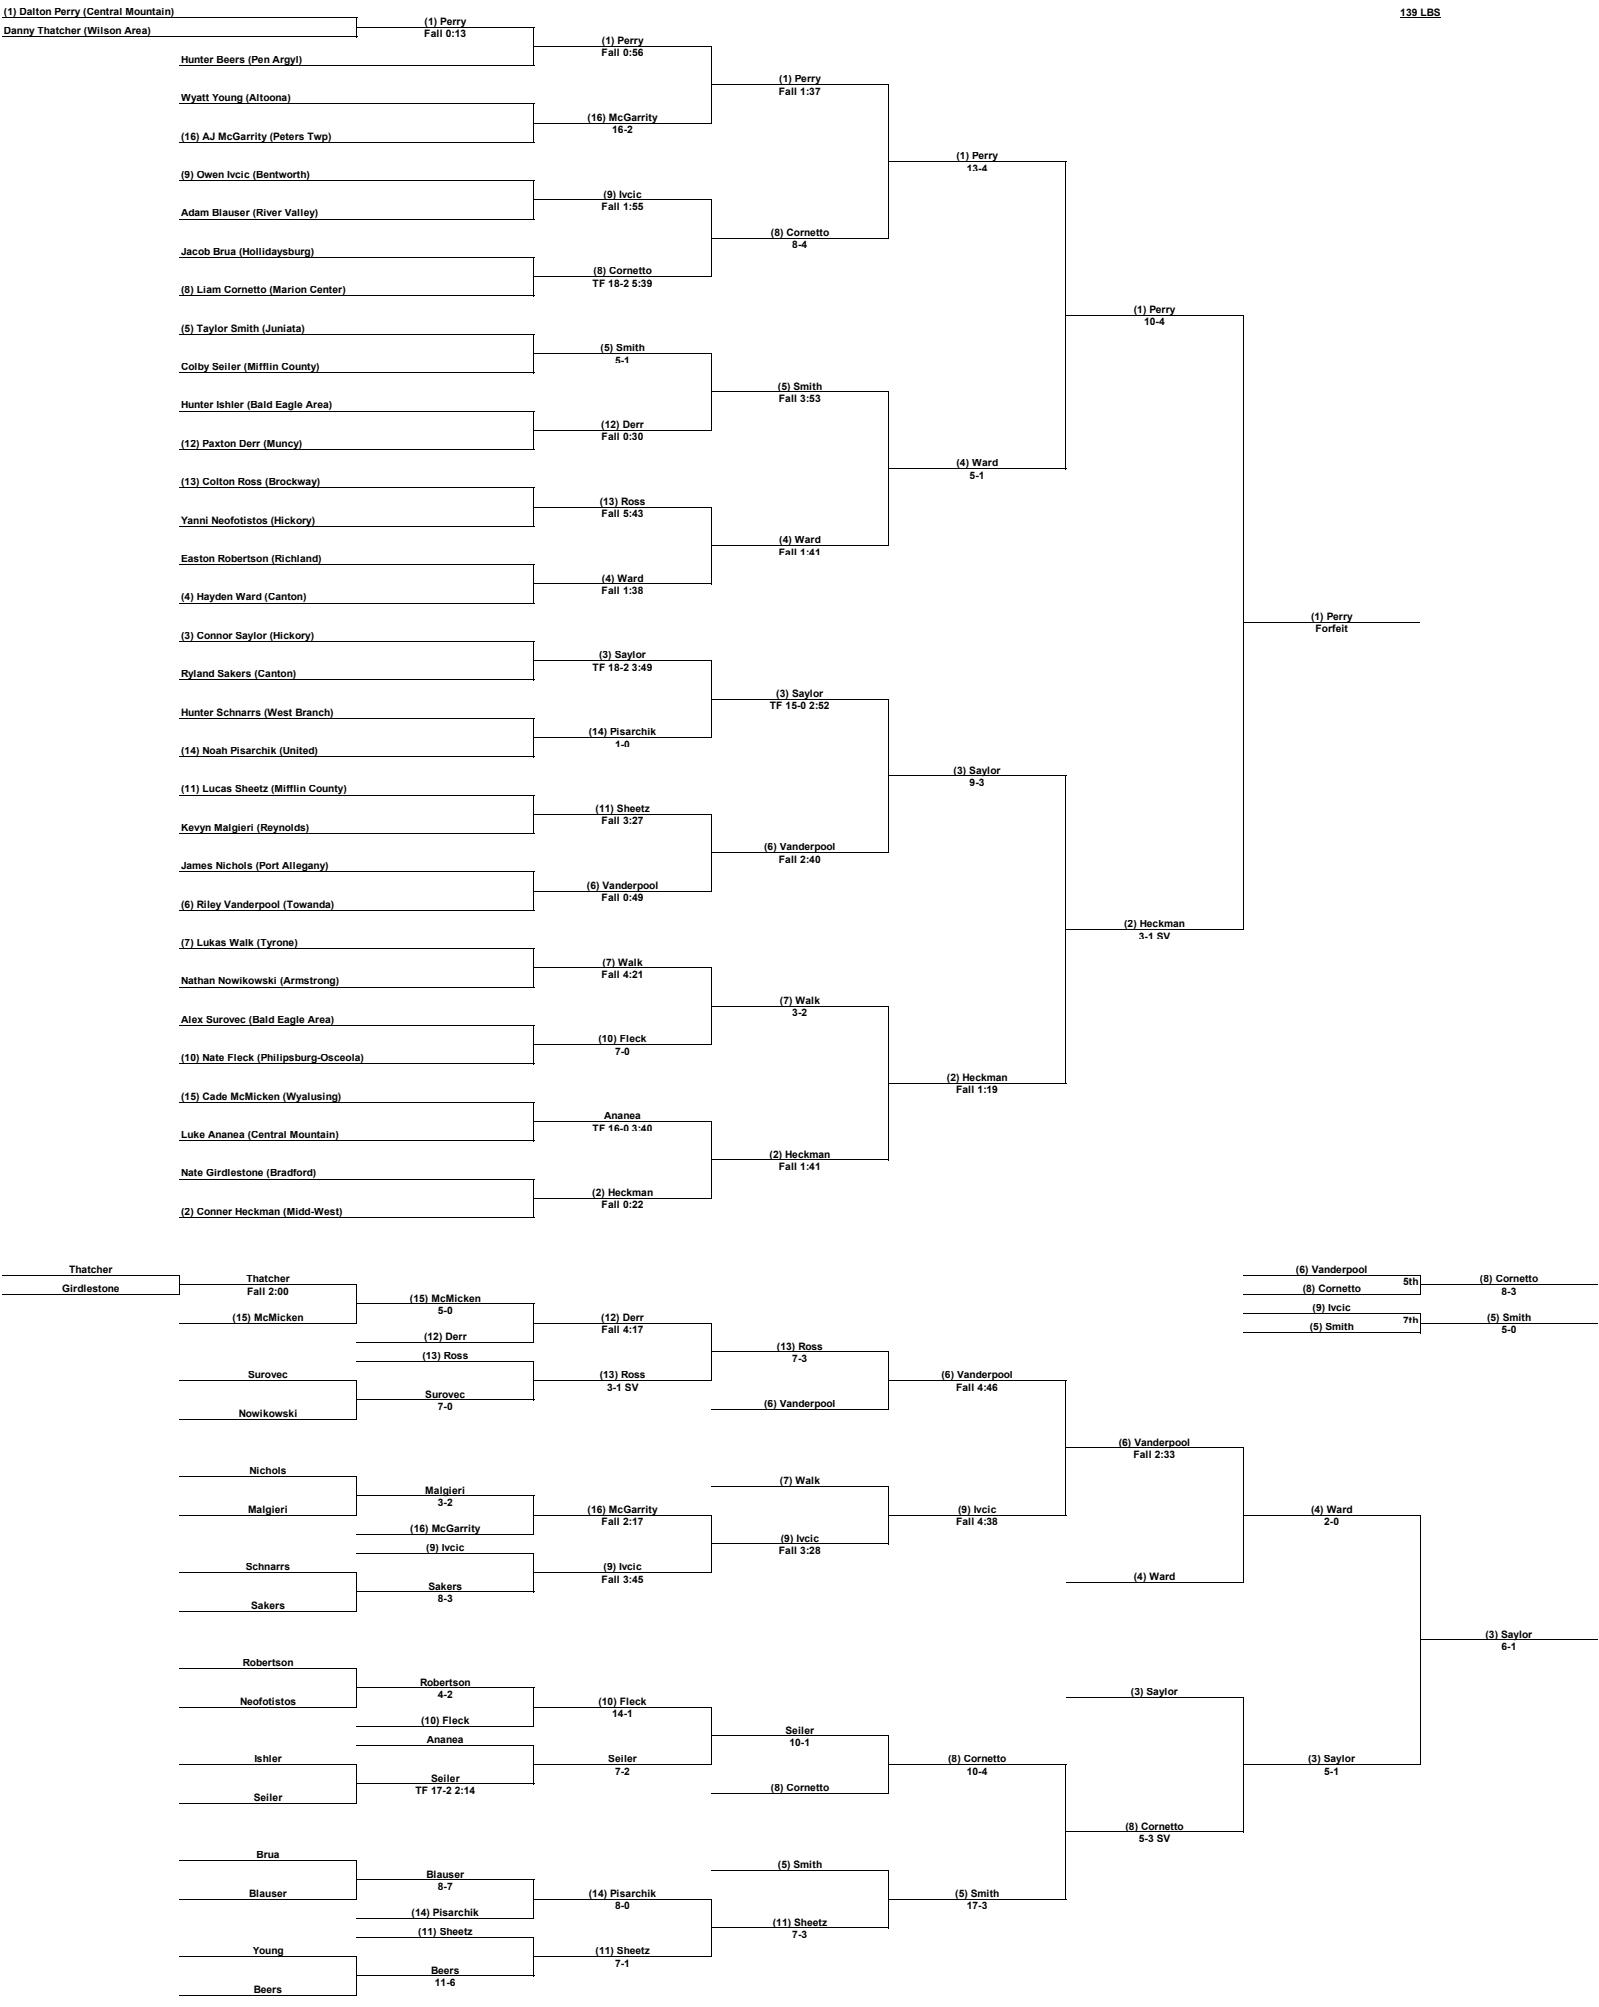 139 LBS
(1) Dalton Perry (Central Mountain)
Danny Thatcher (Wilson Area)
(1) Perry
Fall 0:13
Hunter Beers (Pen Argyl)
(1) Perry
Fall 0:56
Wyatt Young (Altoona)
(16) AJ McGarrity (Peters Twp)
(16) McGarrity
16-2
(1) Perry
Fall 1:37
(9) Owen Ivcic (Bentworth)
Adam Blauser (River Valley)
(9) Ivcic
Fall 1:55
Jacob Brua (Hollidaysburg)
(8) Liam Cornetto (Marion Center)
(8) Cornetto
TF 18-2 5:39
(8) Cornetto
8-4
(1) Perry
13-4
(5) Taylor Smith (Juniata)
Colby Seiler (Mifflin County)
(5) Smith
5-1
Hunter Ishler (Bald Eagle Area)
(12) Paxton Derr (Muncy)
(12) Derr
Fall 0:30
(5) Smith
Fall 3:53
(13) Colton Ross (Brockway)
Yanni Neofotistos (Hickory)
(13) Ross
Fall 5:43
Easton Robertson (Richland)
(4) Hayden Ward (Canton)
(4) Ward
Fall 1:38
(4) Ward
Fall 1:41
(4) Ward
5-1
(1) Perry
10-4
(3) Connor Saylor (Hickory)
Ryland Sakers (Canton)
(3) Saylor
TF 18-2 3:49
Hunter Schnarrs (West Branch)
(14) Noah Pisarchik (United)
(14) Pisarchik
1-0
(3) Saylor
TF 15-0 2:52
(11) Lucas Sheetz (Mifflin County)
Kevyn Malgieri (Reynolds)
(11) Sheetz
Fall 3:27
James Nichols (Port Allegany)
(6) Riley Vanderpool (Towanda)
(6) Vanderpool
Fall 0:49
(6) Vanderpool
Fall 2:40
(3) Saylor
9-3
(7) Lukas Walk (Tyrone)
Nathan Nowikowski (Armstrong)
(7) Walk
Fall 4:21
Alex Surovec (Bald Eagle Area)
(10) Nate Fleck (Philipsburg-Osceola)
(10) Fleck
7-0
(7) Walk
3-2
(15) Cade McMicken (Wyalusing)
Luke Ananea (Central Mountain)
Ananea
TF 16-0 3:40
Nate Girdlestone (Bradford)
(2) Conner Heckman (Midd-West)
(2) Heckman
Fall 0:22
(2) Heckman
Fall 1:41
(2) Heckman
Fall 1:19
(2) Heckman
3-1 SV
(1) Perry
Forfeit
Thatcher
Girdlestone
Thatcher
Fall 2:00
(15) McMicken
(15) McMicken
5-0
(12) Derr
(12) Derr
Fall 4:17
(13) Ross
Surovec
Nowikowski
Surovec
7-0
(13) Ross
3-1 SV
(13) Ross
7-3
(6) Vanderpool
(6) Vanderpool
Fall 4:46
Nichols
Malgieri
Malgieri
3-2
(16) McGarrity
(16) McGarrity
Fall 2:17
(9) Ivcic
Schnarrs
Sakers
Sakers
8-3
(9) Ivcic
Fall 3:45
(7) Walk
(9) Ivcic
Fall 3:28
(9) Ivcic
Fall 4:38
(6) Vanderpool
Fall 2:33
(4) Ward
(4) Ward
2-0
Robertson
Neofotistos
Robertson
4-2
(10) Fleck
(10) Fleck
14-1
Ananea
Ishler
Seiler
Seiler
TF 17-2 2:14
Seiler
7-2
Seiler
10-1
(8) Cornetto
(8) Cornetto
10-4
Brua
Blauser
Blauser
8-7
(14) Pisarchik
(14) Pisarchik
8-0
(11) Sheetz
Young
Beers
Beers
11-6
(11) Sheetz
7-1
(5) Smith
(11) Sheetz
7-3
(5) Smith
17-3
(8) Cornetto
5-3 SV
(3) Saylor
(3) Saylor
5-1
(3) Saylor
6-1
(6) Vanderpool
5th
(8) Cornetto
(8) Cornetto
8-3
(9) Ivcic
7th
(5) Smith
(5) Smith
5-0